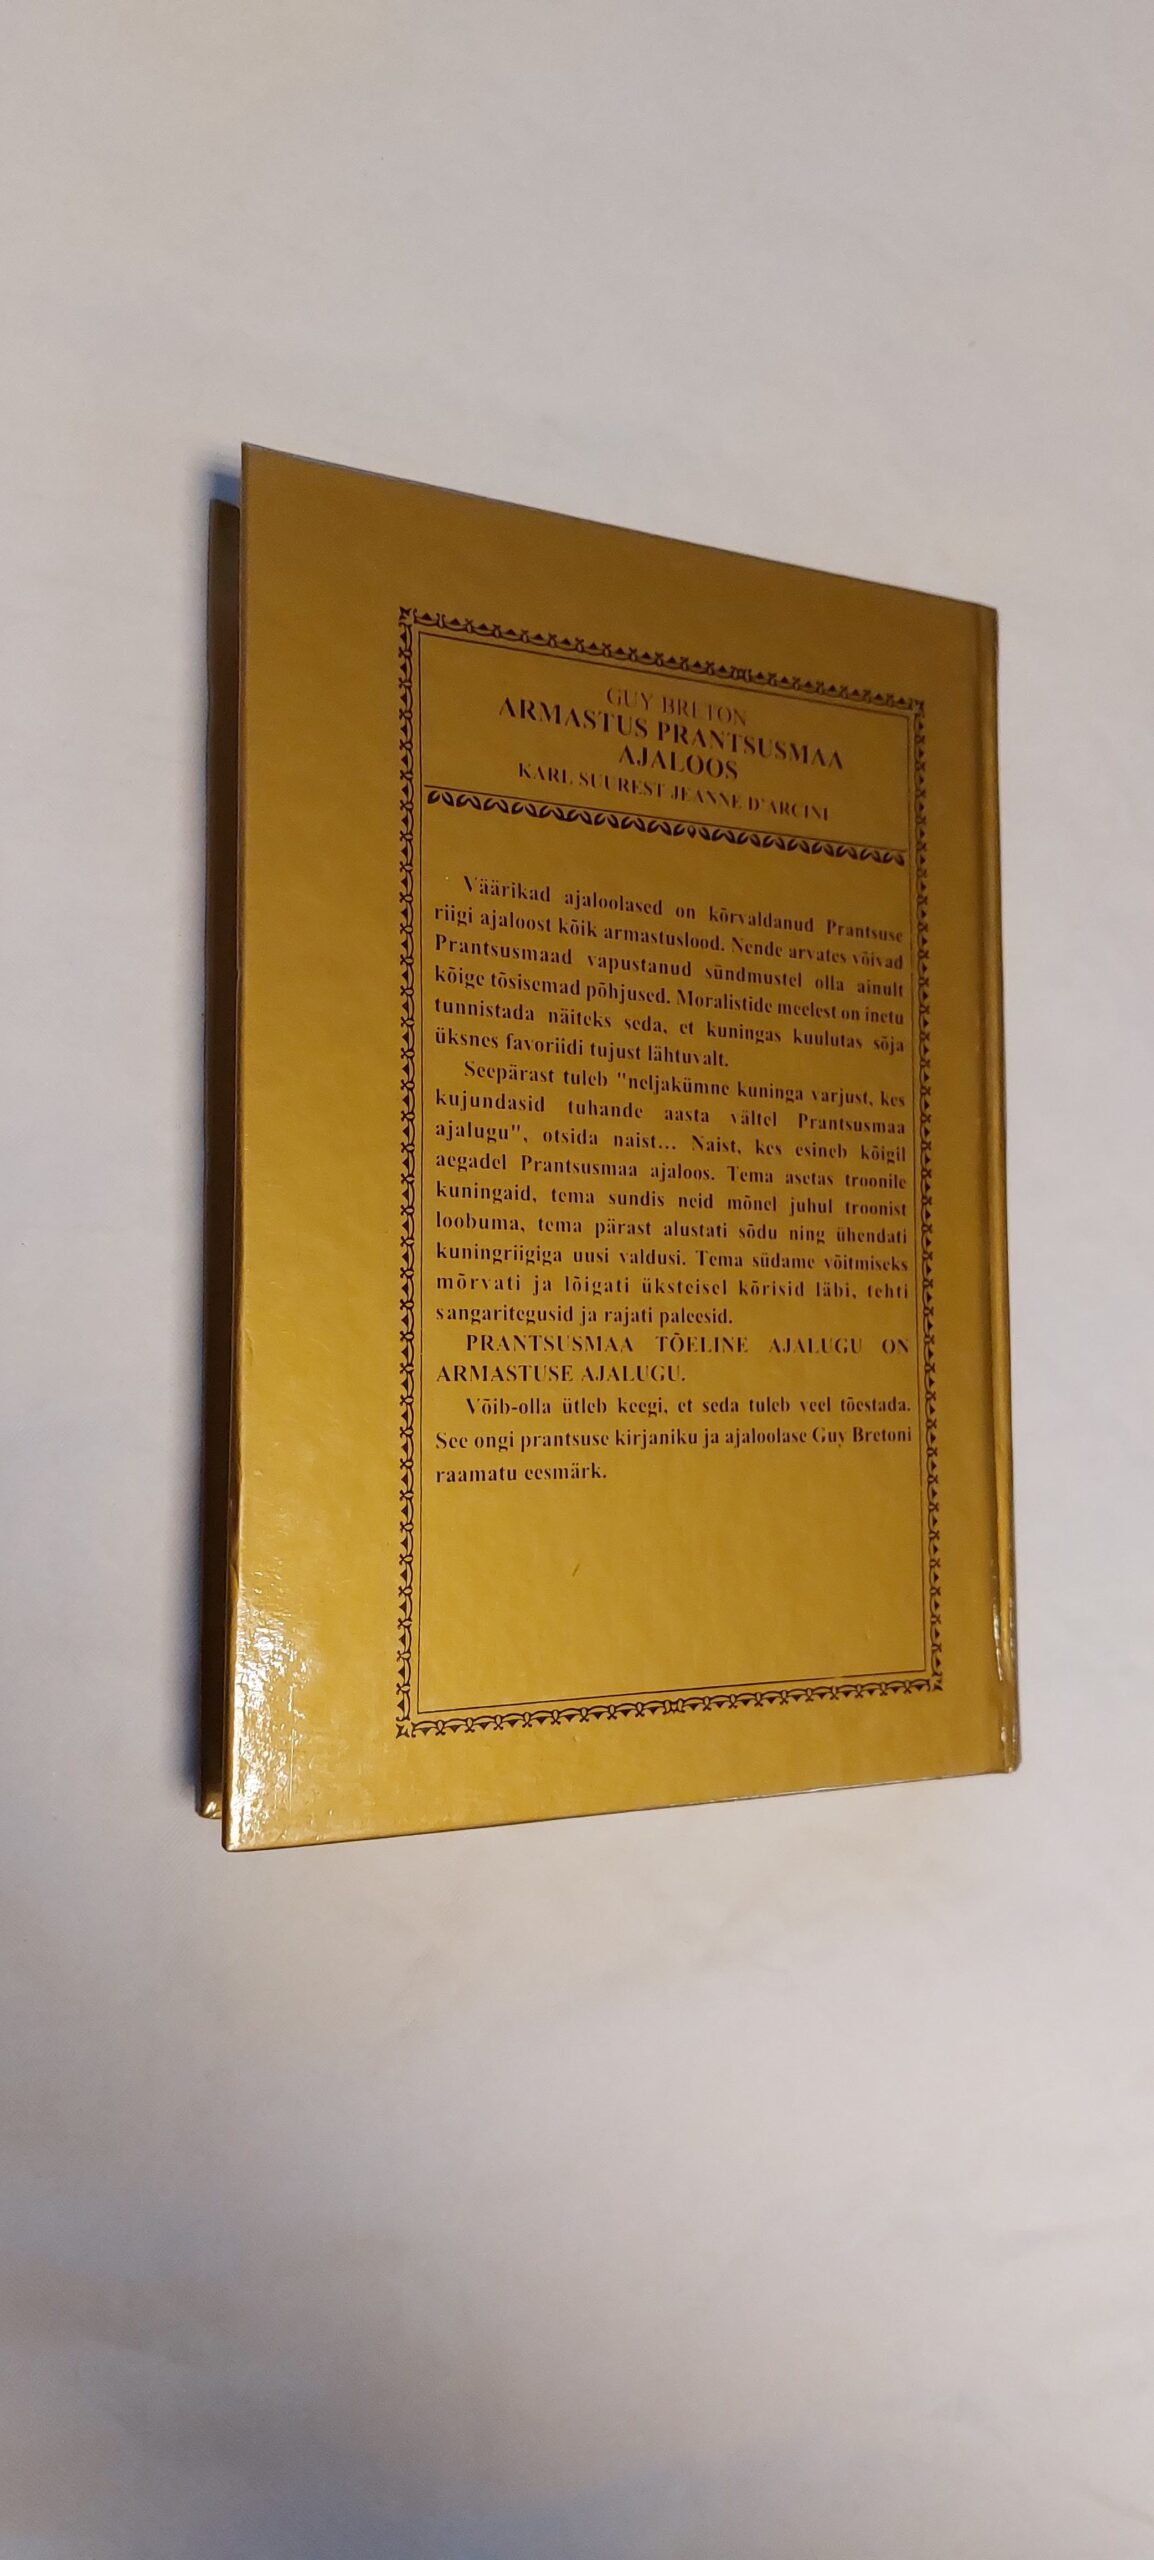 GUY BRETON
ARMASTUS PRANTSUSMAA
AJALOOS
KARL SUUREST JEANNE D'ARCINI
Väärikad ajaloolased on kõrvaldanud Prantsuse
riigi ajaloost kõik armastuslood. Nende arvates võivad
Prantsusmaad vapustanud sündmustel olla ainult
kõige tõsisemad põhjused. Moralistide meelest on inetu
tunnistada näiteks seda, et kuningas kuulutas sõja
üksnes favoriidi tujust lähtuvalt.
Seepärast tuleb "neljakümne kuninga varjust, kes
kujundasid tuhande aasta vältel Prantsusmaa
ajalugu", otsida naist... Naist, kes esineb kõigil
aegadel Prantsusmaa ajaloos. Tema asetas troonile
kuningaid, tema sundis neid mõnel juhul troonist
loobuma, tema pärast alustati sõdu ning ühendati
kuningriigiga uusi valdusi. Tema südame võitmiseks
mõrvati ja lõigati üksteisel kõrisid läbi, tehti
sangaritegusid ja rajati paleesid.
PRANTSUSMAA TÕELINE AJALUGU ON
ARMASTUSE AJALUGU.
Võib-olla ütleb keegi, et seda tuleb veel tõestada.
See ongi prantsuse kirjaniku ja ajaloolase Guy Bretoni
raamatu eesmärk.